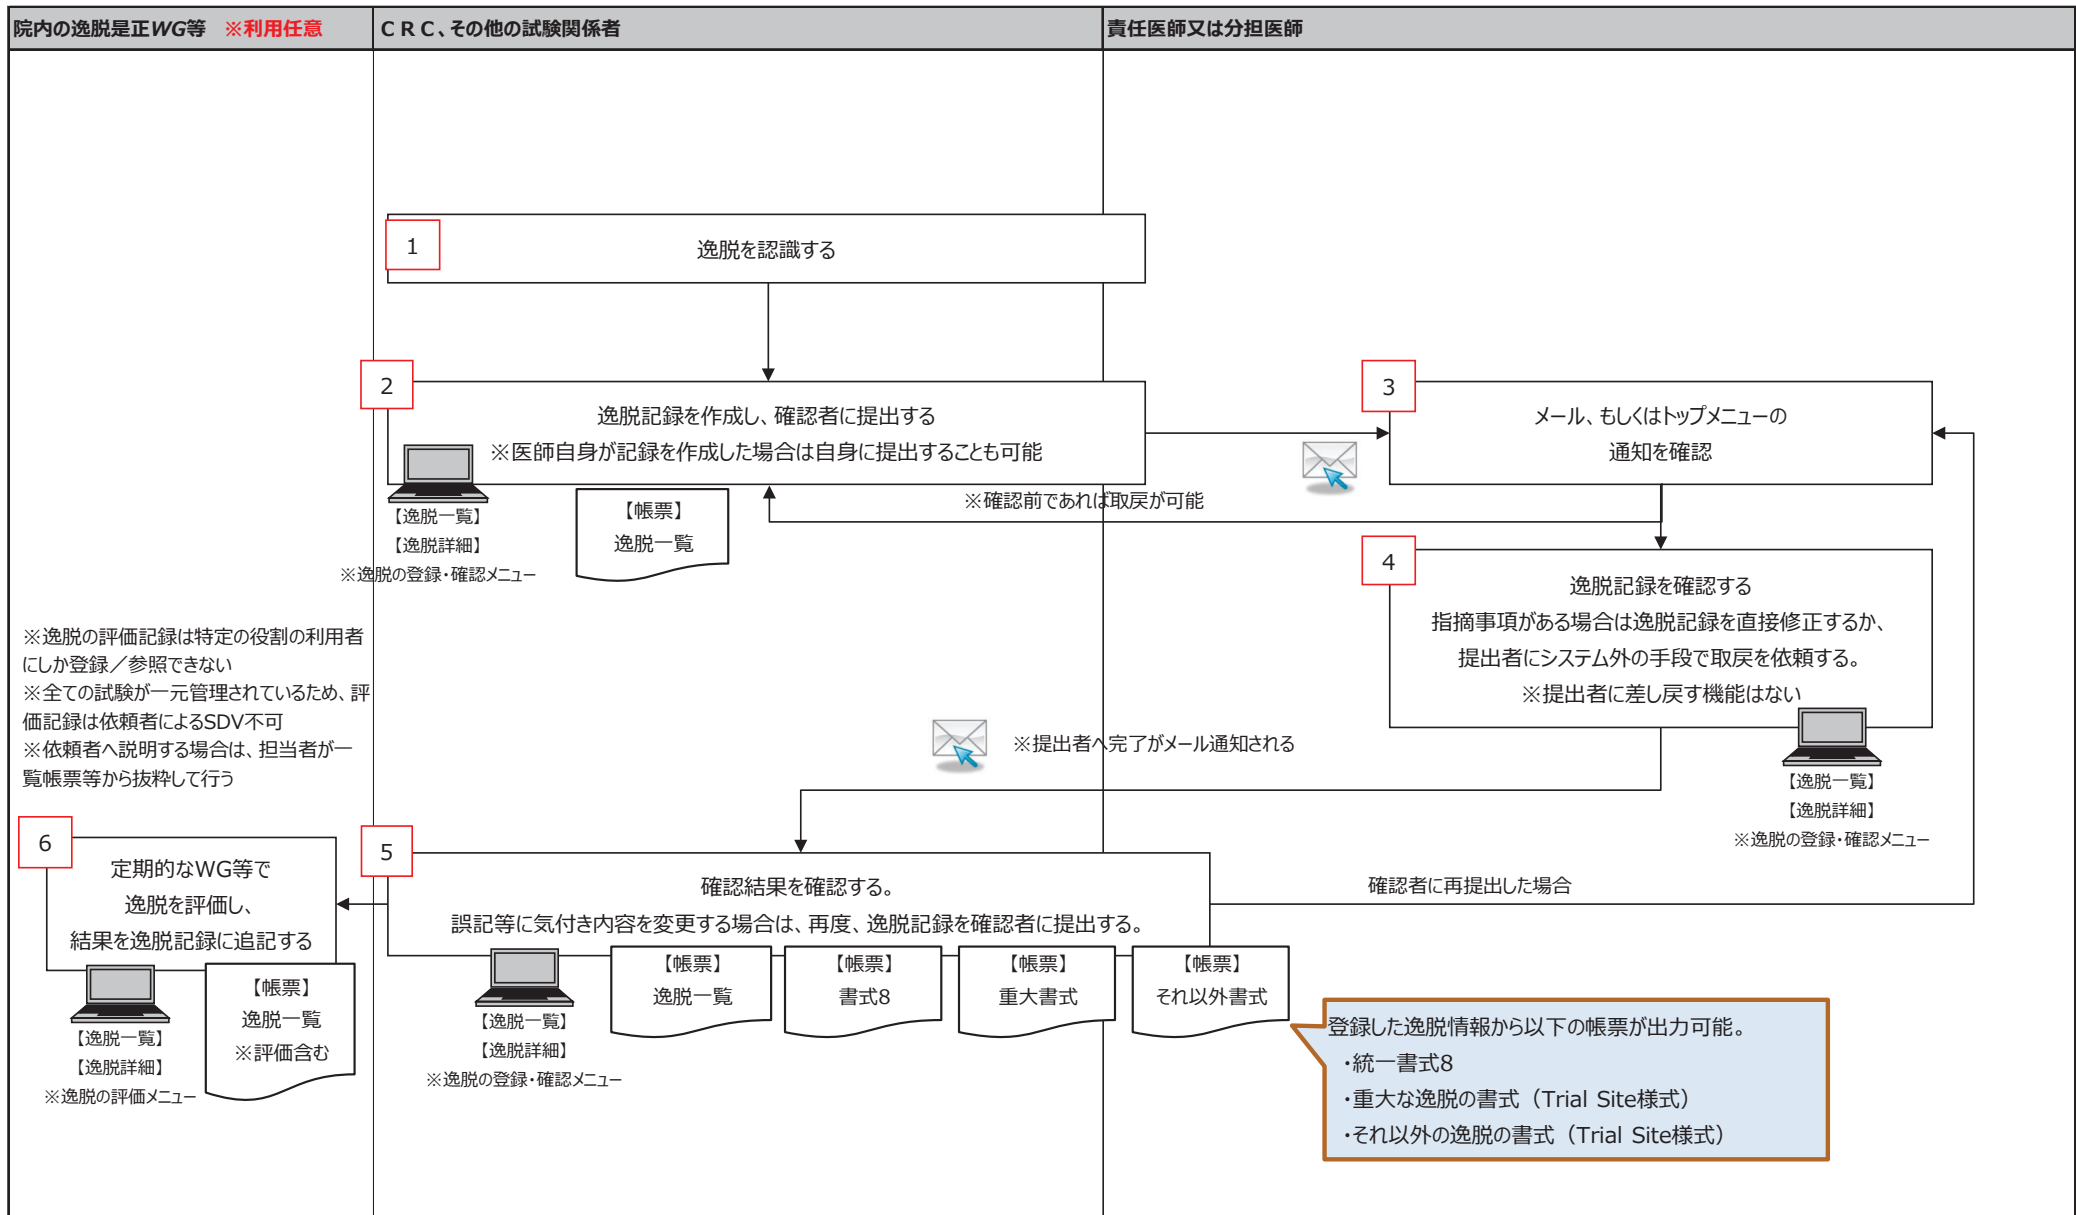 院内の逸脱是正WG等　※利用任意
ＣＲＣ、その他の試験関係者
責任医師又は分担医師
1
逸脱を認識する
2
逸脱記録を作成し、確認者に提出する
※医師自身が記録を作成した場合は自身に提出することも可能
【逸脱一覧】
【逸脱詳細】
※逸脱の登録・確認メニュー
【帳票】
逸脱一覧
3
メール、もしくはトップメニューの
通知を確認
※確認前であれば取戻が可能
4
逸脱記録を確認する
指摘事項がある場合は逸脱記録を直接修正するか、
提出者にシステム外の手段で取戻を依頼する。
※提出者に差し戻す機能はない
【逸脱一覧】
【逸脱詳細】
※逸脱の登録・確認メニュー
※提出者へ完了がメール通知される
※逸脱の評価記録は特定の役割の利用者
にしか登録／参照できない
※全ての試験が一元管理されているため、評
価記録は依頼者によるSDV不可
※依頼者へ説明する場合は、担当者が一
覧帳票等から抜粋して行う
5
確認結果を確認する。
誤記等に気付き内容を変更する場合は、再度、逸脱記録を確認者に提出する。
確認者に再提出した場合
【逸脱一覧】
【逸脱詳細】
※逸脱の登録・確認メニュー
【帳票】
逸脱一覧
【帳票】
書式8
【帳票】
重大書式
【帳票】
それ以外書式
6
定期的なWG等で
逸脱を評価し、
結果を逸脱記録に追記する
【逸脱一覧】
【逸脱詳細】
※逸脱の評価メニュー
【帳票】
逸脱一覧
※評価含む
登録した逸脱情報から以下の帳票が出力可能。
・統一書式8
・重大な逸脱の書式（Trial Site様式）
・それ以外の逸脱の書式（Trial Site様式）